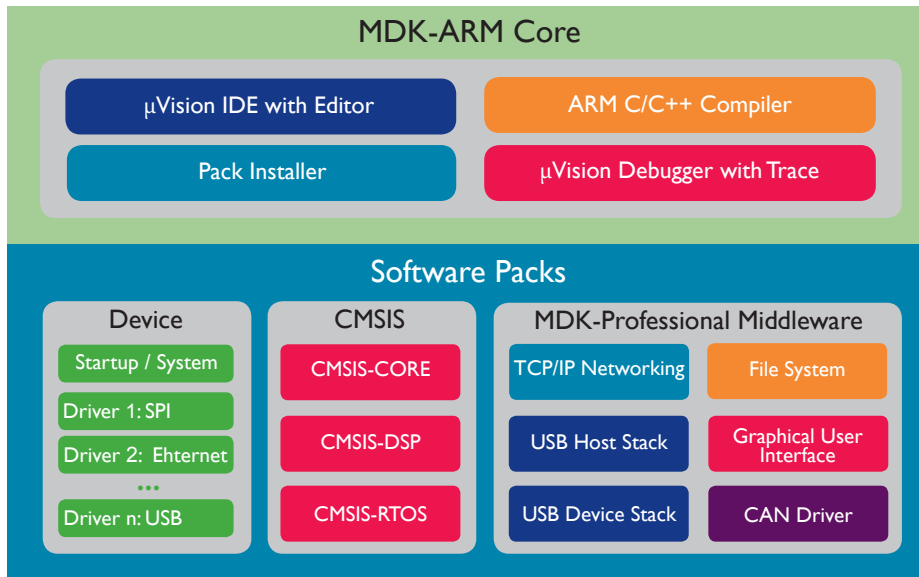 MDK-ARM Core
µVision IDE with Editor
ARM C/C++ Compiler
Pack Installer
µVision Debugger with Trace
Software Packs
Device
CMSIS
MDK-Professional Middleware
Startup / System
CMSIS-CORE
TCP/IP Networking
File System
Driver 1: SPI
Driver 2: Ehternet
CMSIS-DSP
USB Host Stack
Graphical User
Interface
...
Driver n: USB
CMSIS-RTOS
USB Device Stack
CAN Driver